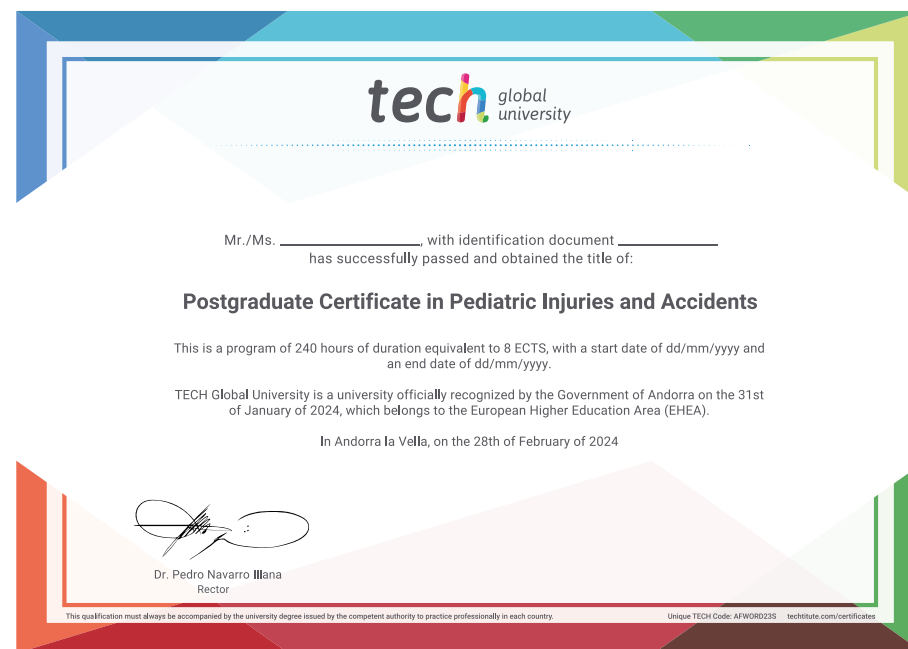 tech global
university
Mr./Ms. ____________, with identification document ____________
has successfully passed and obtained the title of:
Postgraduate Certificate in Pediatric Injuries and Accidents
This is a program of 240 hours of duration equivalent to 8 ECTS, with a start date of dd/mm/yyyy and
an end date of dd/mm/yyyy.
TECH Global University is a university officially recognized by the Government of Andorra on the 31st
of January of 2024, which belongs to the European Higher Education Area (EHEA).
In Andorra la Vella, on the 28th of February of 2024
Dr. Pedro Navarro Illana
Rector
This qualification must always be accompanied by the university degree issued by the competent authority to practice professionally in each country.
Unique TECH Code: AFWORD23S techtitute.com/certificates